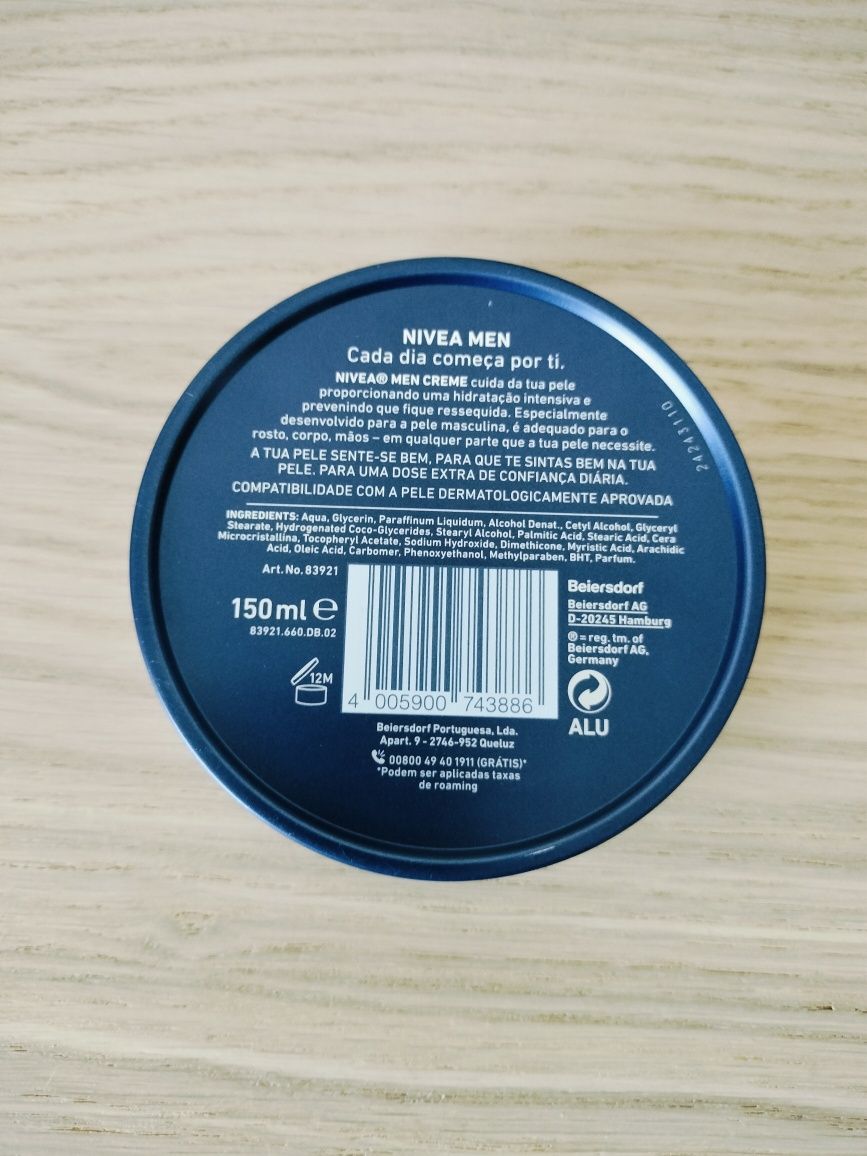 NIVEA MEN
Cada dia começa por ti.
NIVEA® MEN CREME cuida da tua pele
proporcionando uma hidratação intensiva e
prevenindo que fique ressequida. Especialmente
desenvolvido para a pele masculina, é adequado para o
rosto, corpo, mãos – em qualquer parte que a tua pele necessite.
A TUA PELE SENTE-SE BEM, PARA QUE TE SINTAS BEM NA TUA
PELE. PARA UMA DOSE EXTRA DE CONFIANÇA DIÁRIA.
COMPATIBILIDADE COM A PELE DERMATOLOGICAMENTE APROVADA
24243110
INGREDIENTS: Aqua, Glycerin, Paraffinum Liquidum, Alcohol Denat., Cetyl Alcohol, Glyceryl
Stearate, Hydrogenated Coco-Glycerides, Stearyl Alcohol, Palmitic Acid, Stearic Acid, Cera
Microcristallina, Tocopheryl Acetate, Sodium Hydroxide, Dimethicone, Myristic Acid, Arachidic
Acid, Oleic Acid, Carbomer, Phenoxyethanol, Methylparaben, BHT, Parfum.
Art. No. 83921
150 ml e
83921.660.DB.02
12M
4 005900 743886
Beiersdorf
Beiersdorf AG
D-20245 Hamburg
® = reg. tm. of
Beiersdorf AG,
Germany
ALU
Beiersdorf Portuguesa, Lda.
Apart. 9 - 2746-952 Queluz
00800 49 40 1911 (GRÁTIS)*
*Podem ser aplicadas taxas
de roaming